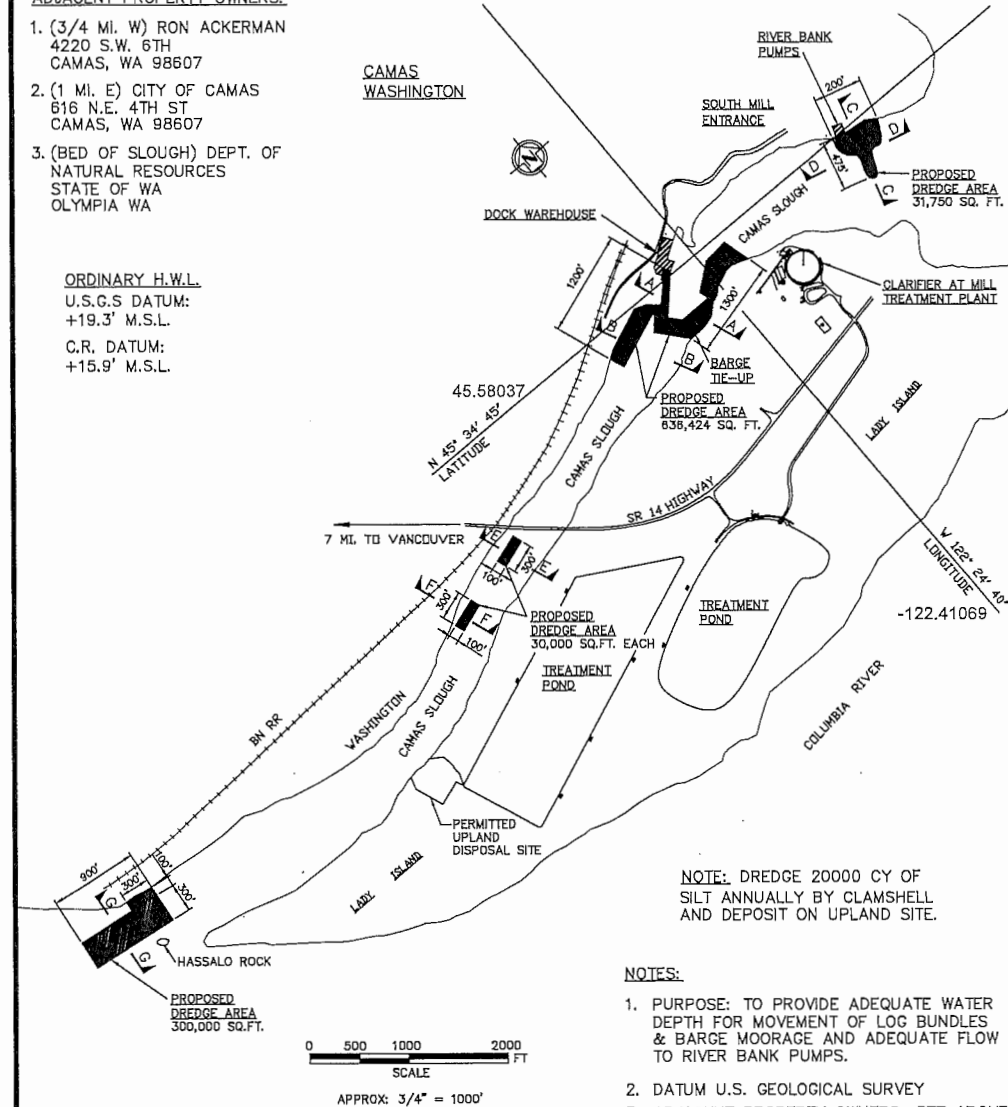 ADJACENT PROPERTY OWNERS:
1. (3/4 MI. W) RON ACKERMAN
4220 S.W. 6TH
CAMAS, WA 98607
2. (1 MI. E) CITY OF CAMAS
616 N.E. 4TH ST
CAMAS, WA 98607
3. (BED OF SLOUGH) DEPT. OF
NATURAL RESOURCES
STATE OF WA
OLYMPIA WA
ORDINARY H.W.L.
U.S.G.S DATUM:
+19.3' M.S.L.
C.R. DATUM:
+15.9' M.S.L.
CAMAS
WASHINGTON
N
RIVER BANK
PUMPS
200'
C
D
SOUTH MILL
ENTRANCE
475'
D
C
PROPOSED
DREDGE AREA
31,750 SQ. FT.
DOCK WAREHOUSE
CAMAS SLOUGH
CLARIFIER AT MILL
TREATMENT PLANT
1200'
A
1300'
B
A
B
BARGE
TIE-UP
PROPOSED
DREDGE AREA
636,424 SQ. FT.
45.58037
N 45° 34' 45"
LATITUDE
CAMAS SLOUGH
LADY ISLAND
SR 14 HIGHWAY
7 MI. TO VANCOUVER
W 122° 24' 40"
LONGITUDE
-122.41069
E
300'
100'
E
F
300'
F
100'
PROPOSED
DREDGE AREA
30,000 SQ.FT. EACH
TREATMENT
POND
TREATMENT
POND
BN RR
WASHINGTON
CAMAS SLOUGH
COLUMBIA RIVER
PERMITTED
UPLAND
DISPOSAL SITE
LADY ISLAND
900'
100'
300'
300'
G
G
HASSALO ROCK
PROPOSED
DREDGE AREA
300,000 SQ.FT.
0 500 1000 2000
FT
SCALE
APPROX: 3/4" = 1000'
NOTE: DREDGE 20000 CY OF
SILT ANNUALLY BY CLAMSHELL
AND DEPOSIT ON UPLAND SITE.
NOTES:
1. PURPOSE: TO PROVIDE ADEQUATE WATER
DEPTH FOR MOVEMENT OF LOG BUNDLES
& BARGE MOORAGE AND ADEQUATE FLOW
TO RIVER BANK PUMPS.
2. DATUM U.S. GEOLOGICAL SURVEY